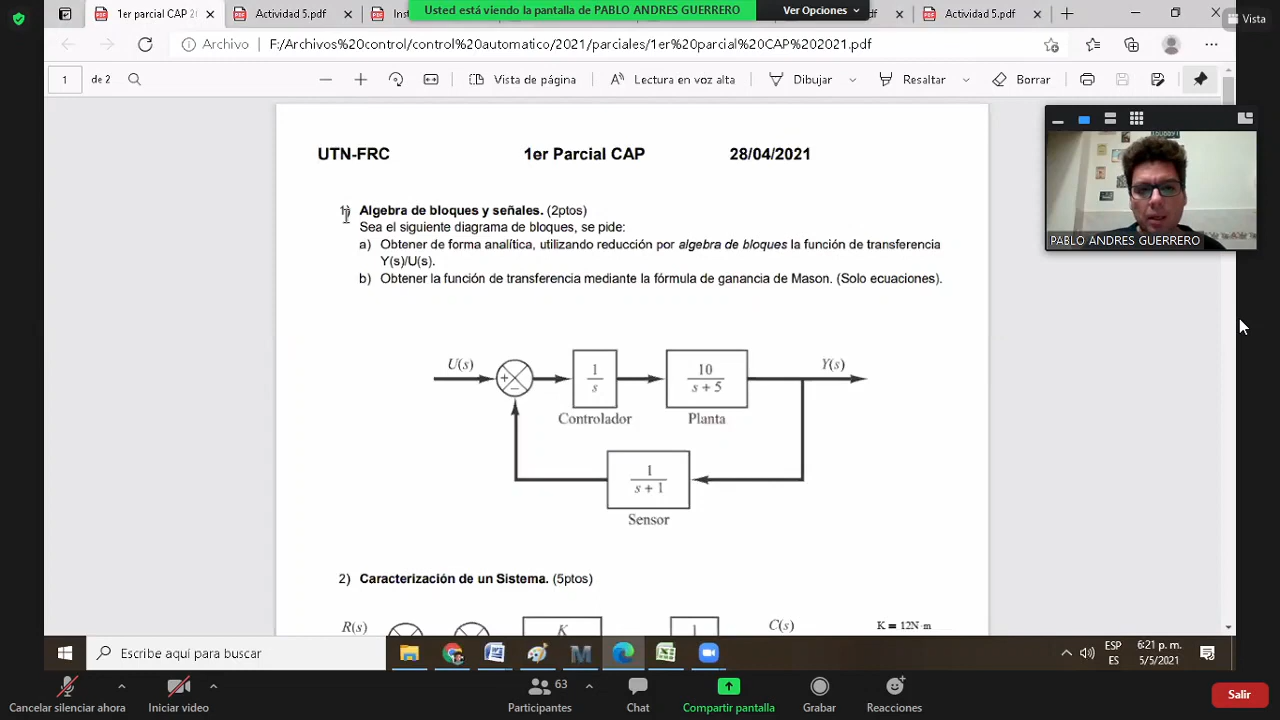 1er parcial CAP 20
Actividad 5.pdf
Inst
Usted está viendo la pantalla de PABLO ANDRES GUERRERO
Ver Opciones
df
Actividad 5.pdf
Vista
Archivo
F:/Archivos%20control/control%20automatico/2021/parciales/1er%20parcial%20CAP%202021.pdf
1
de 2
Vista de página
Lectura en voz alta
Dibujar
Resaltar
Borrar
UTN-FRC 1er Parcial CAP 28/04/2021
PABLO ANDRES GUERRERO
1) Algebra de bloques y señales. (2ptos)
Sea el siguiente diagrama de bloques, se pide:
a) Obtener de forma analítica, utilizando reducción por algebra de bloques la función de transferencia
Y(s)/U(s).
b) Obtener la función de transferencia mediante la fórmula de ganancia de Mason. (Solo ecuaciones).
U(s)
+
−
1
s
10
s + 5
Y(s)
Controlador
Planta
1
s + 1
Sensor
2) Caracterización de un Sistema. (5ptos)
R(s)
K
1
C(s)
K = 12N·m
Escribe aquí para buscar
ESP
ES
6:21 p. m.
5/5/2021
63
Cancelar silenciar ahora
Iniciar video
Participantes
Chat
Compartir pantalla
Grabar
Reacciones
Salir